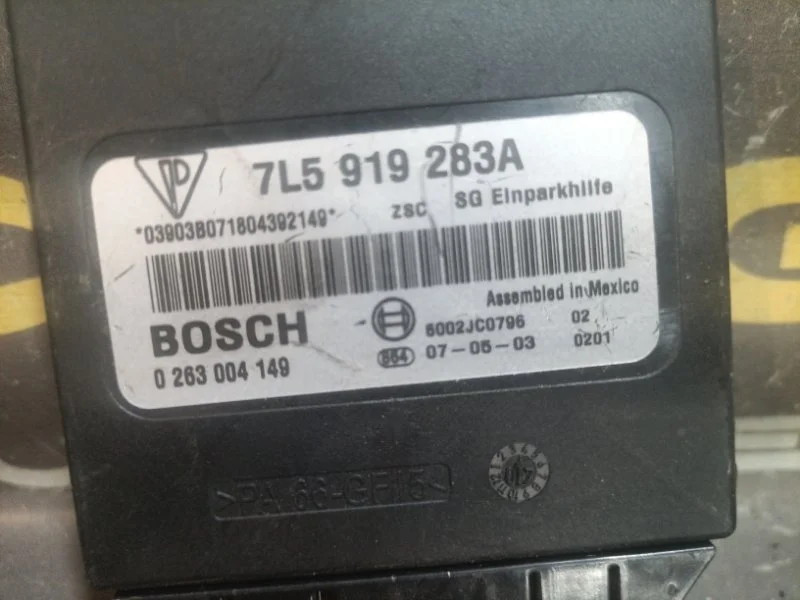 7L5 919 283A
*03903B071804392149*
ZSC SG Einparkhilfe
Assembled in Mexico
BOSCH
6002JC0796 02
0 263 004 149
864 07-05-03 0201
>PA 66-GF15<